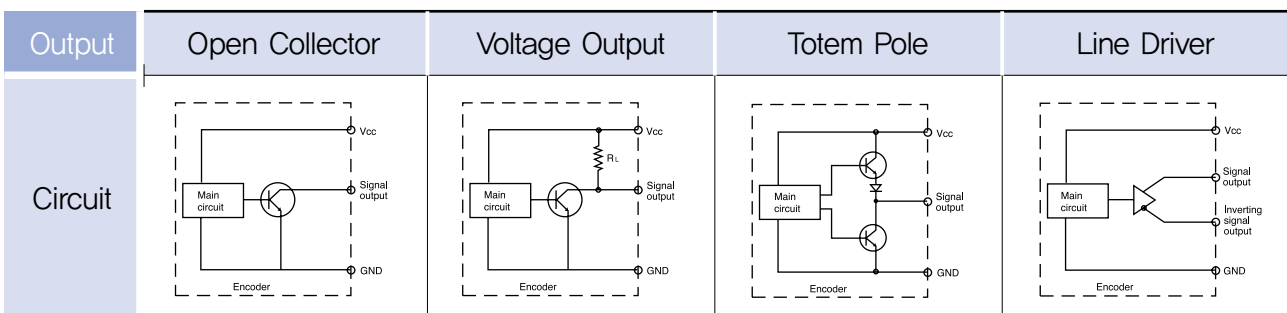 Output
Open Collector
Voltage Output
Totem Pole
Line Driver
Circuit
Vcc
Main
circuit
Signal
output
GND
Encoder
Vcc
RL
Main
circuit
Signal
output
GND
Encoder
Vcc
Main
circuit
Signal
output
GND
Encoder
Vcc
Signal
output
Main
circuit
Inverting
signal
output
GND
Encoder